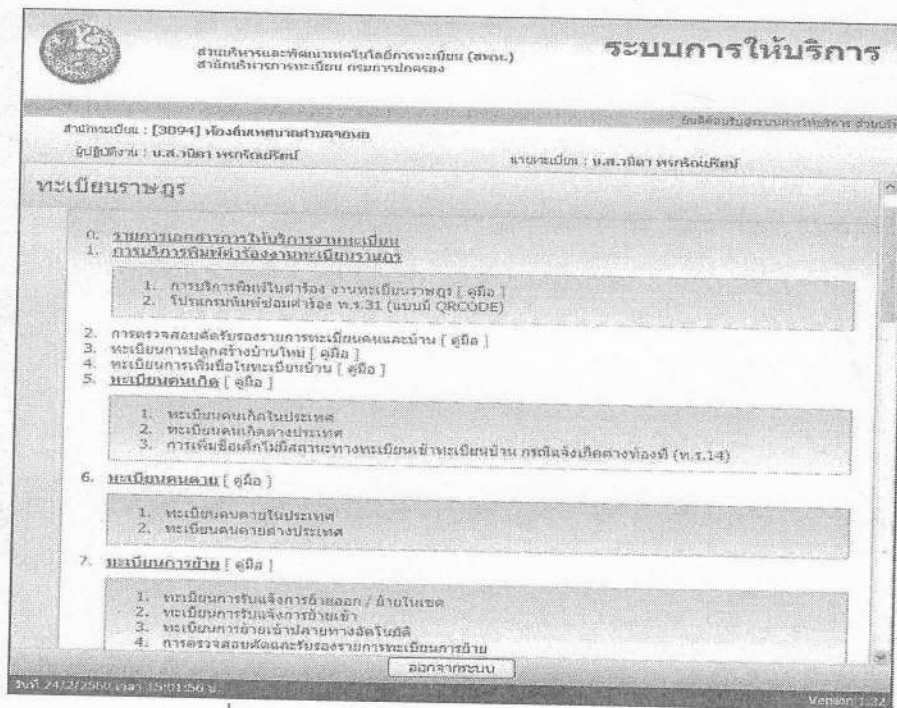 ส่วนบริหารและพัฒนาเทคโนโลยีการทะเบียน (สพท.)
สำนักบริหารการทะเบียน กรมการปกครอง
ระบบการให้บริการ
ยินดีต้อนรับสู่ระบบการให้บริการ
สำนักทะเบียน : [3094] ท้องถิ่นเทศบาลตำบลจอหอ
ผู้ปฏิบัติงาน : น.ส.วนิดา
นายทะเบียน : น.ส.วนิดา
ทะเบียนราษฎร
0. รายการเอกสารการให้บริการงานทะเบียน
1. การบริการพิมพ์คำร้องงานทะเบียนราษฎร
1. การบริการพิมพ์ใบคำร้อง งานทะเบียนราษฎร [ คู่มือ ]
2. โปรแกรมพิมพ์ซ่อมคำร้อง ท.ร.31 (แบบมี QRCODE)
2. การตรวจสอบคัดรับรองรายการทะเบียนคนและบ้าน [ คู่มือ ]
3. ทะเบียนการปลูกสร้างบ้านใหม่ [ คู่มือ ]
4. ทะเบียนการเพิ่มชื่อในทะเบียนบ้าน [ คู่มือ ]
5. ทะเบียนคนเกิด [ คู่มือ ]
1. ทะเบียนคนเกิดในประเทศ
2. ทะเบียนคนเกิดต่างประเทศ
3. การเพิ่มชื่อเด็กไม่มีสถานะทางทะเบียนเข้าทะเบียนบ้าน กรณีแจ้งเกิดต่างท้องที่ (ท.ร.14)
6. ทะเบียนคนตาย [ คู่มือ ]
1. ทะเบียนคนตายในประเทศ
2. ทะเบียนคนตายต่างประเทศ
7. ทะเบียนการย้าย [ คู่มือ ]
1. ทะเบียนการรับแจ้งการย้ายออก / ย้ายในเขต
2. ทะเบียนการรับแจ้งการย้ายเข้า
3. ทะเบียนการย้ายเข้าปลายทางอัตโนมัติ
4. การตรวจสอบคัดและรับรองรายการทะเบียนการย้าย
ออกจากระบบ
วันที่ 24/2/2560 เวลา 15:01:56 น.
Version 1.32